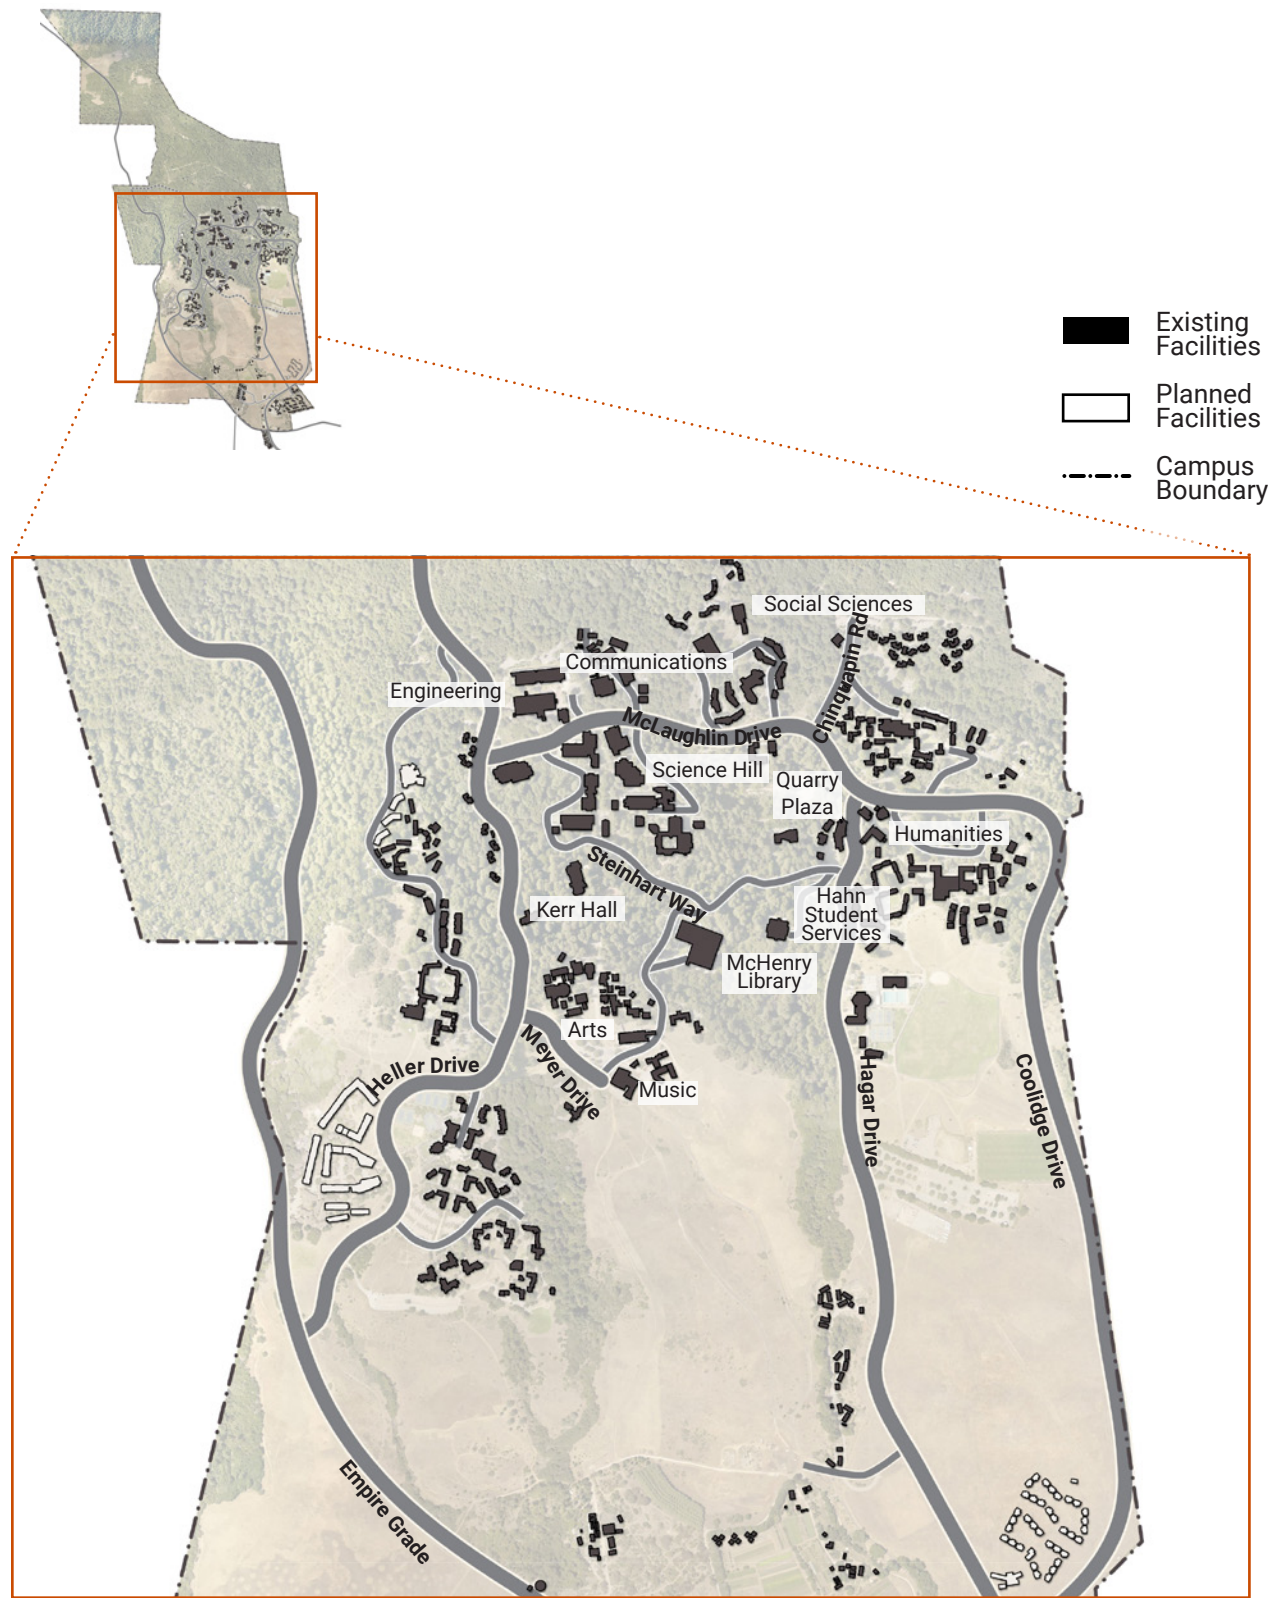 Existing
Facilities
Planned
Facilities
Campus
Boundary
Social Sciences
Chinquapin Rd
Communications
Engineering
McLaughlin Drive
Science Hill
Quarry
Plaza
Humanities
Steinhart Way
Kerr Hall
Hahn
Student
Services
McHenry
Library
Arts
Meyer Drive
Heller Drive
Music
Hagar Drive
Coolidge Drive
Empire Grade